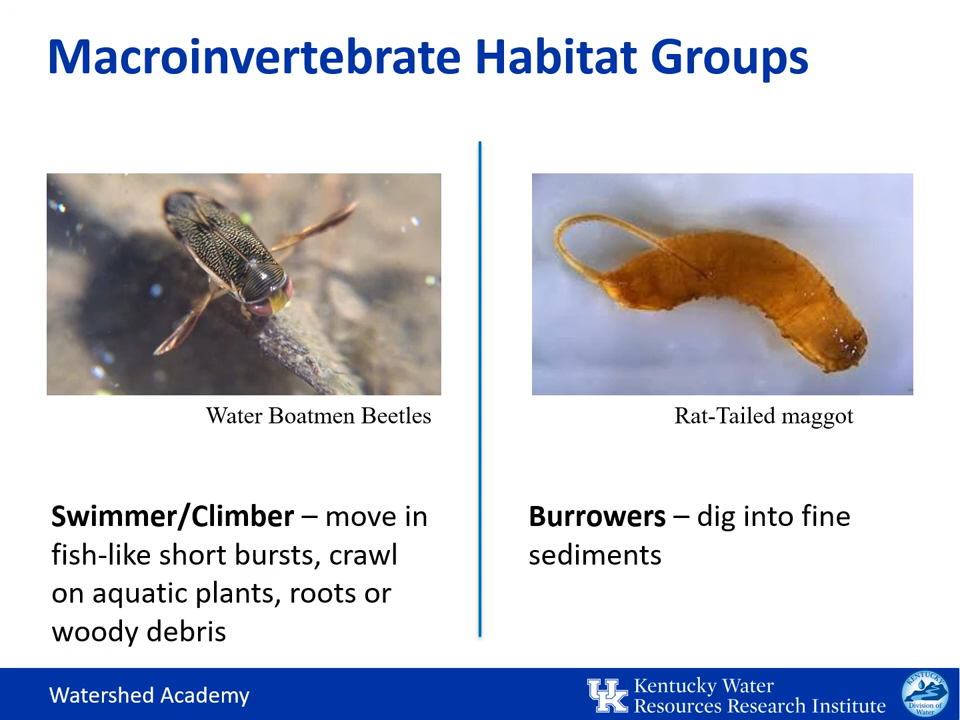 Macroinvertebrate Habitat Groups
Water Boatmen Beetles
Swimmer/Climber – move in
fish-like short bursts, crawl
on aquatic plants, roots or
woody debris
Rat-Tailed maggot
Burrowers – dig into fine
sediments
Watershed Academy
UK
Kentucky Water
Resources Research Institute
KENTUCKY
Division of
Water